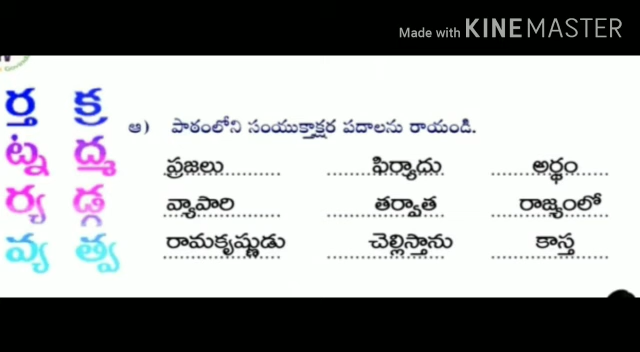 Made with KINEMASTER
ర్త క్ర
ఆ) పాఠంలోని సంయుక్తాక్షర పదాలను రాయండి.
ట్న ద్మ
ప్రజలు ఫిర్యాదు అర్థం
ర్య డ్గ
వ్యాపారి తర్వాత రాజ్యంలో
వ్య త్వ
రామకృష్ణుడు చెల్లిస్తాను కాస్త